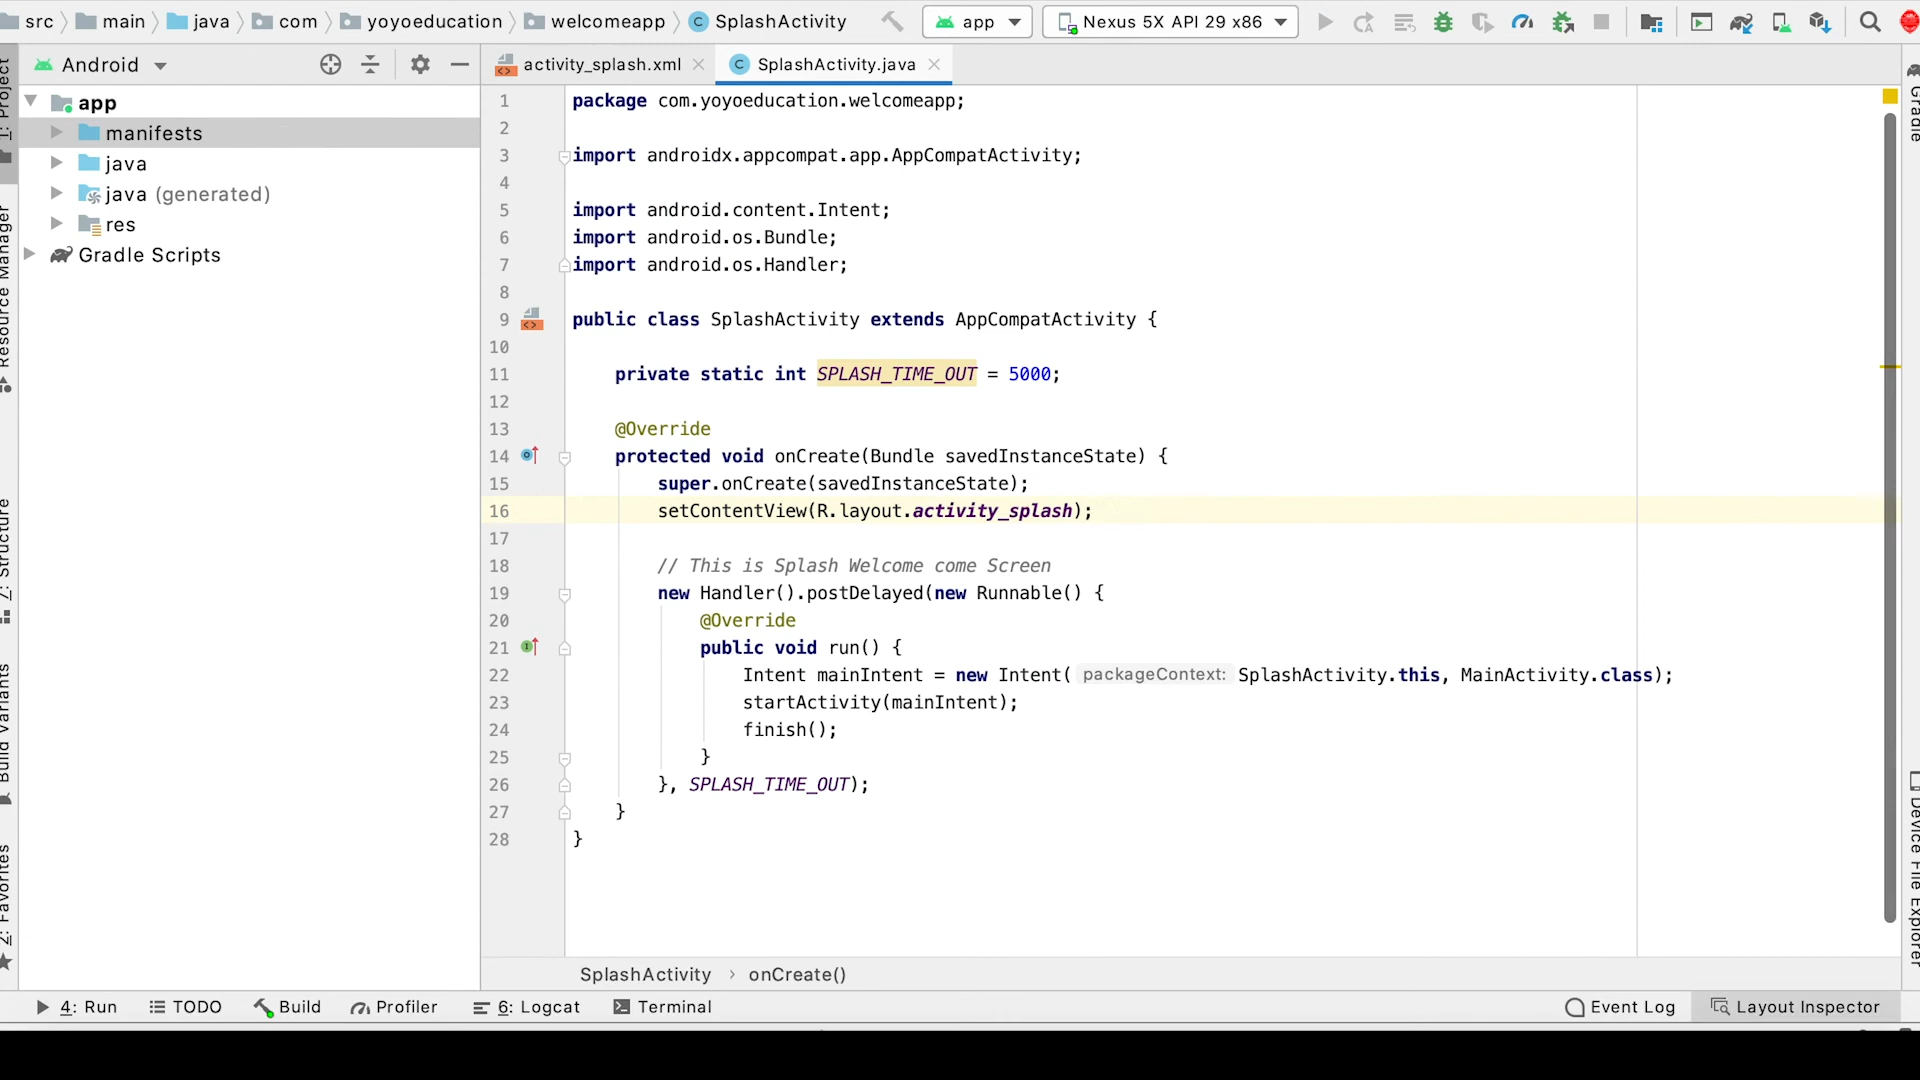 src main java com yoyoeducation welcomeapp SplashActivity app Nexus 5X API 29 x86
Android
activity_splash.xml SplashActivity.java
1: Project
Resource Manager
7: Structure
Build Variants
2: Favorites
app
manifests
java
java (generated)
res
Gradle Scripts
1 package com.yoyoeducation.welcomeapp;
2
3 import androidx.appcompat.app.AppCompatActivity;
4
5 import android.content.Intent;
6 import android.os.Bundle;
7 import android.os.Handler;
8
9 public class SplashActivity extends AppCompatActivity {
10
11 private static int SPLASH_TIME_OUT = 5000;
12
13 @Override
14 protected void onCreate(Bundle savedInstanceState) {
15 super.onCreate(savedInstanceState);
16 setContentView(R.layout.activity_splash);
17
18 // This is Splash Welcome come Screen
19 new Handler().postDelayed(new Runnable() {
20 @Override
21 public void run() {
22 Intent mainIntent = new Intent( packageContext: SplashActivity.this, MainActivity.class);
23 startActivity(mainIntent);
24 finish();
25 }
26 }, SPLASH_TIME_OUT);
27 }
28 }
Gradle
Device File Explorer
SplashActivity › onCreate()
4: Run TODO Build Profiler 6: Logcat Terminal Event Log Layout Inspector